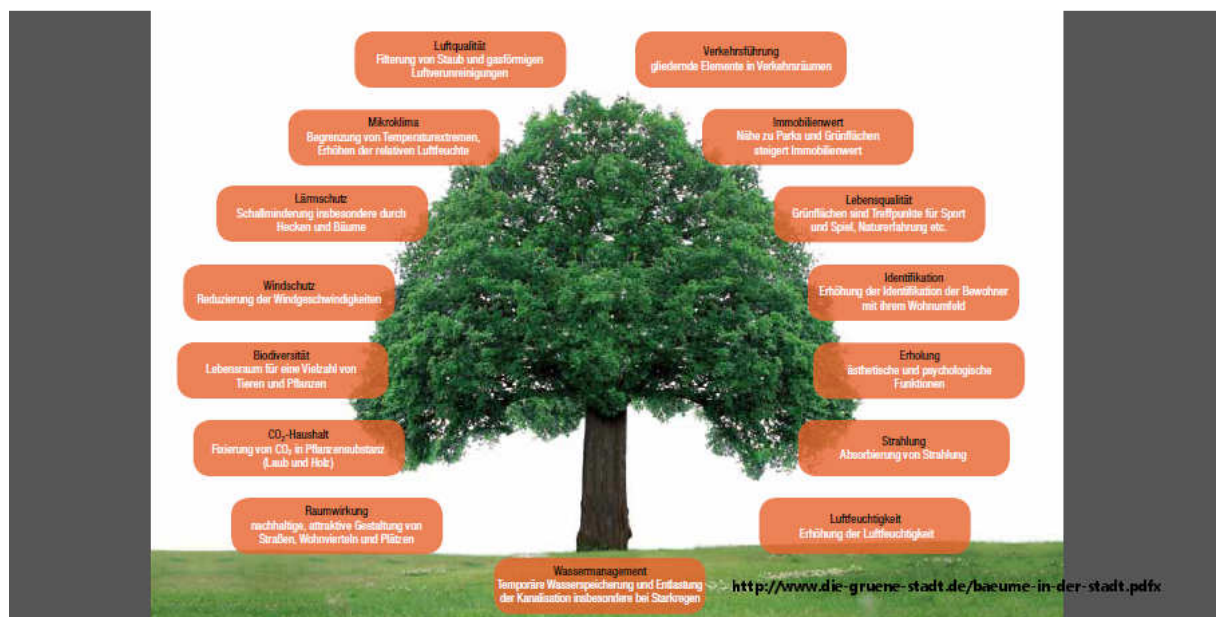 Luftqualität
Filterung von Staub und gasförmigen
Luftverunreinigungen
Verkehrsführung
gliedernde Elemente in Verkehrsräumen
Mikroklima
Begrenzung von Temperaturextremen,
Erhöhen der relativen Luftfeuchte
Immobilienwert
Nähe zu Parks und Grünflächen
steigert Immobilienwert
Lärmschutz
Schallminderung insbesondere durch
Hecken und Bäume
Lebensqualität
Grünflächen sind Treffpunkte für Sport
und Spiel, Naturerfahrung etc.
Windschutz
Reduzierung der Windgeschwindigkeiten
Identifikation
Erhöhung der Identifikation der Bewohner
mit ihrem Wohnumfeld
Biodiversität
Lebensraum für eine Vielzahl von
Tieren und Pflanzen
Erholung
ästhetische und psychologische
Funktionen
CO₂-Haushalt
Fixierung von CO₂ in Pflanzensubstanz
(Laub und Holz)
Strahlung
Absorbierung von Strahlung
Raumwirkung
nachhaltige, attraktive Gestaltung von
Straßen, Wohnvierteln und Plätzen
Luftfeuchtigkeit
Erhöhung der Luftfeuchtigkeit
Wassermanagement
Temporäre Wasserspeicherung und Entlastung
der Kanalisation insbesondere bei Starkregen
http://www.die-gruene-stadt.de/baeume-in-der-stadt.pdfx